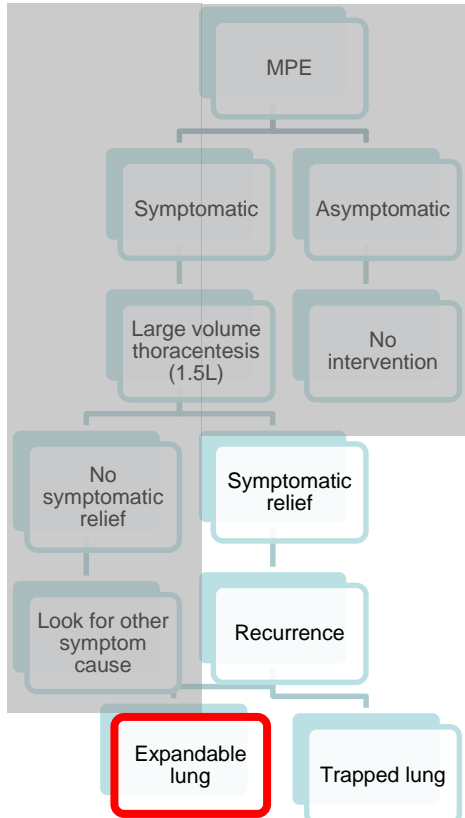 MPE
Symptomatic
Asymptomatic
Large volume
thoracentesis
(1.5L)
No
intervention
No
symptomatic
relief
Symptomatic
relief
Look for other
symptom
cause
Recurrence
Expandable
lung
Trapped lung